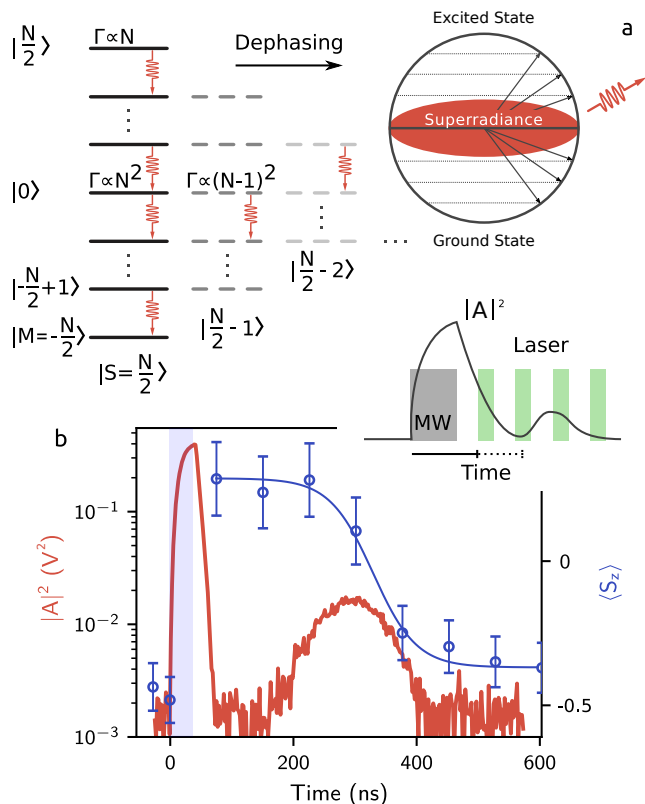 a
|N/2⟩
Γ∝N
Dephasing
Excited State
Superradiance
Ground State
|0⟩
Γ∝N²
Γ∝(N-1)²
|-N/2+1⟩
|M=-N/2⟩
|S=N/2⟩
|N/2-1⟩
|N/2-2⟩
|A|²
Laser
MW
Time
b
|A|² (V²)
10⁻¹
10⁻²
10⁻³
0
200
400
600
Time (ns)
0
-0.5
⟨S_z⟩